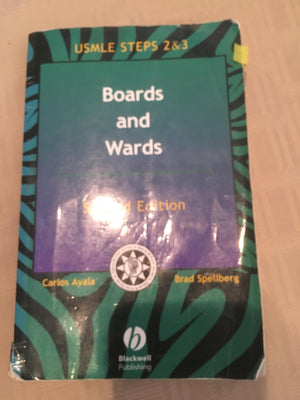 USMLE STEPS 2&3
Boards
and
Wards
Edition
Carlos Ayala
Brad Spellberg
Blackwell
Publishing